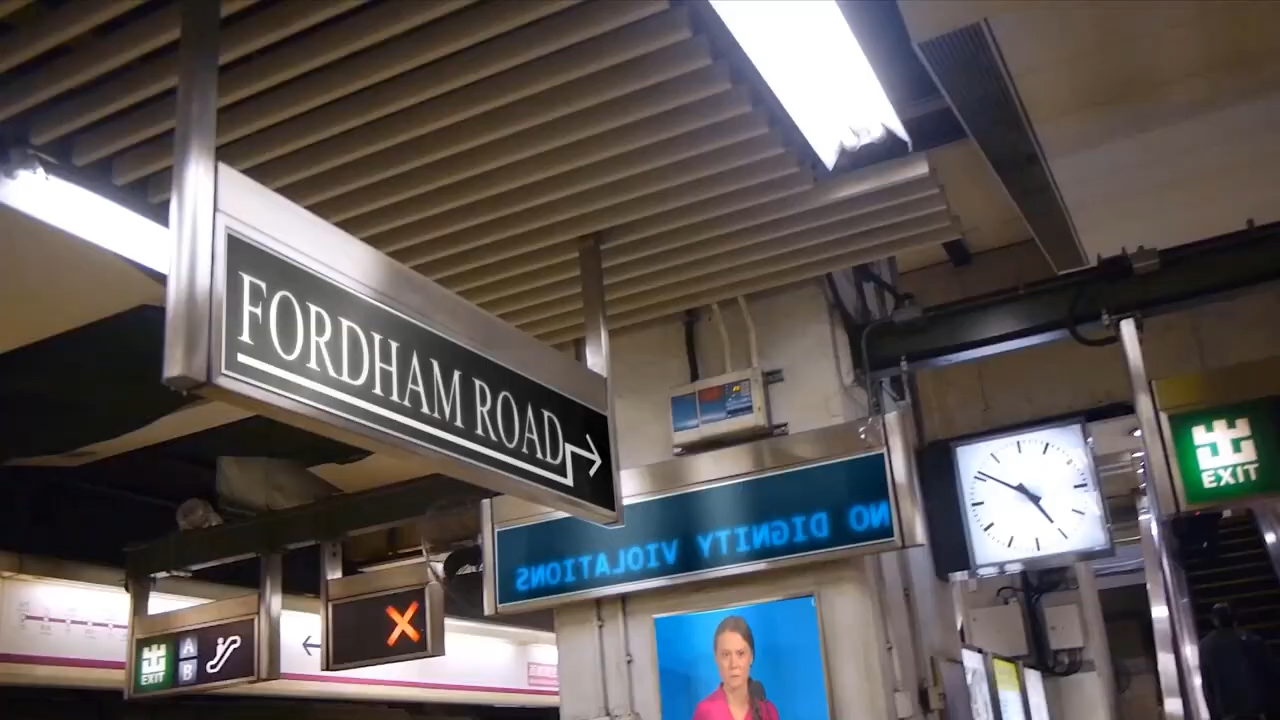 FORDHAM ROAD
NO DIGNITY VIOLATIONS
EXIT
EXIT
A
B